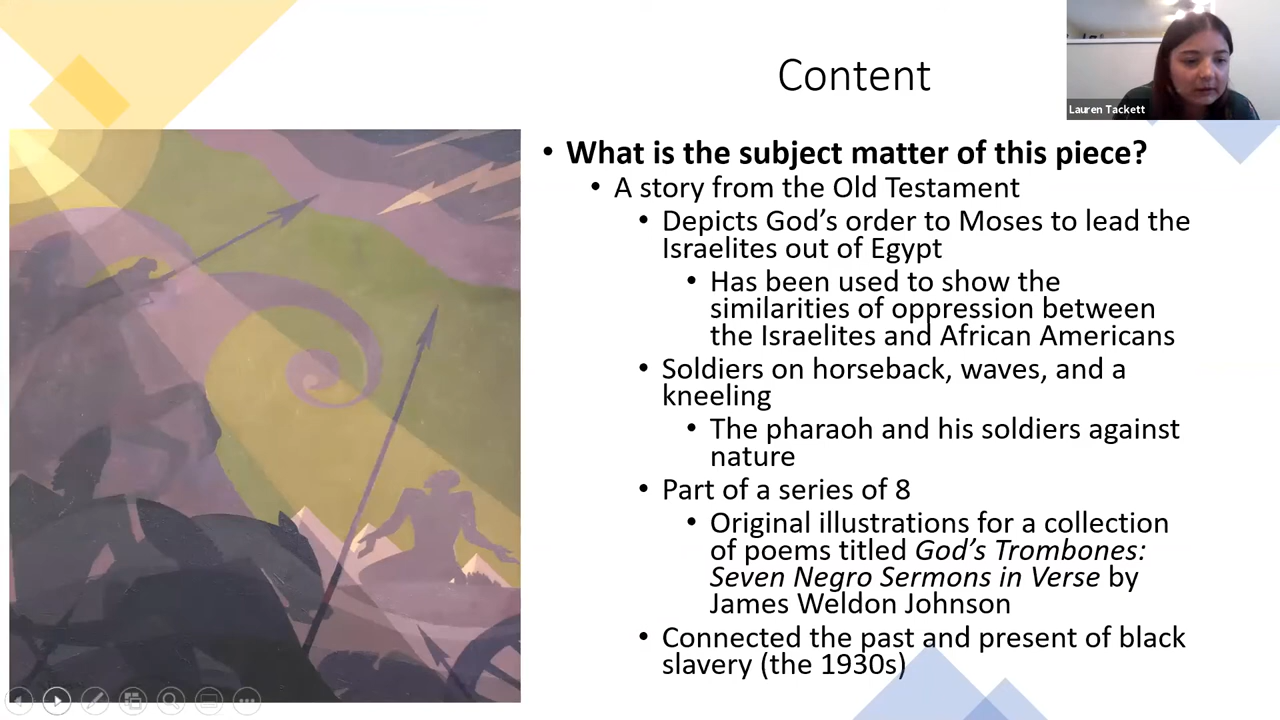 Content
Lauren Tackett
• What is the subject matter of this piece?
• A story from the Old Testament
• Depicts God's order to Moses to lead the
Israelites out of Egypt
• Has been used to show the
similarities of oppression between
the Israelites and African Americans
• Soldiers on horseback, waves, and a
kneeling
• The pharaoh and his soldiers against
nature
• Part of a series of 8
• Original illustrations for a collection
of poems titled God's Trombones:
Seven Negro Sermons in Verse by
James Weldon Johnson
• Connected the past and present of black
slavery (the 1930s)